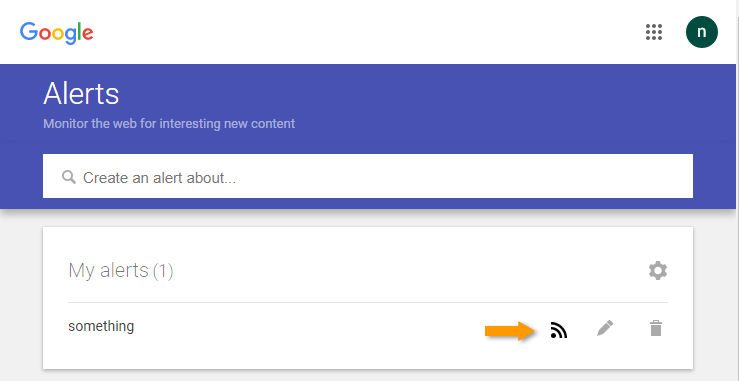 Google
n
Alerts
Monitor the web for interesting new content
Create an alert about...
My alerts (1)
something